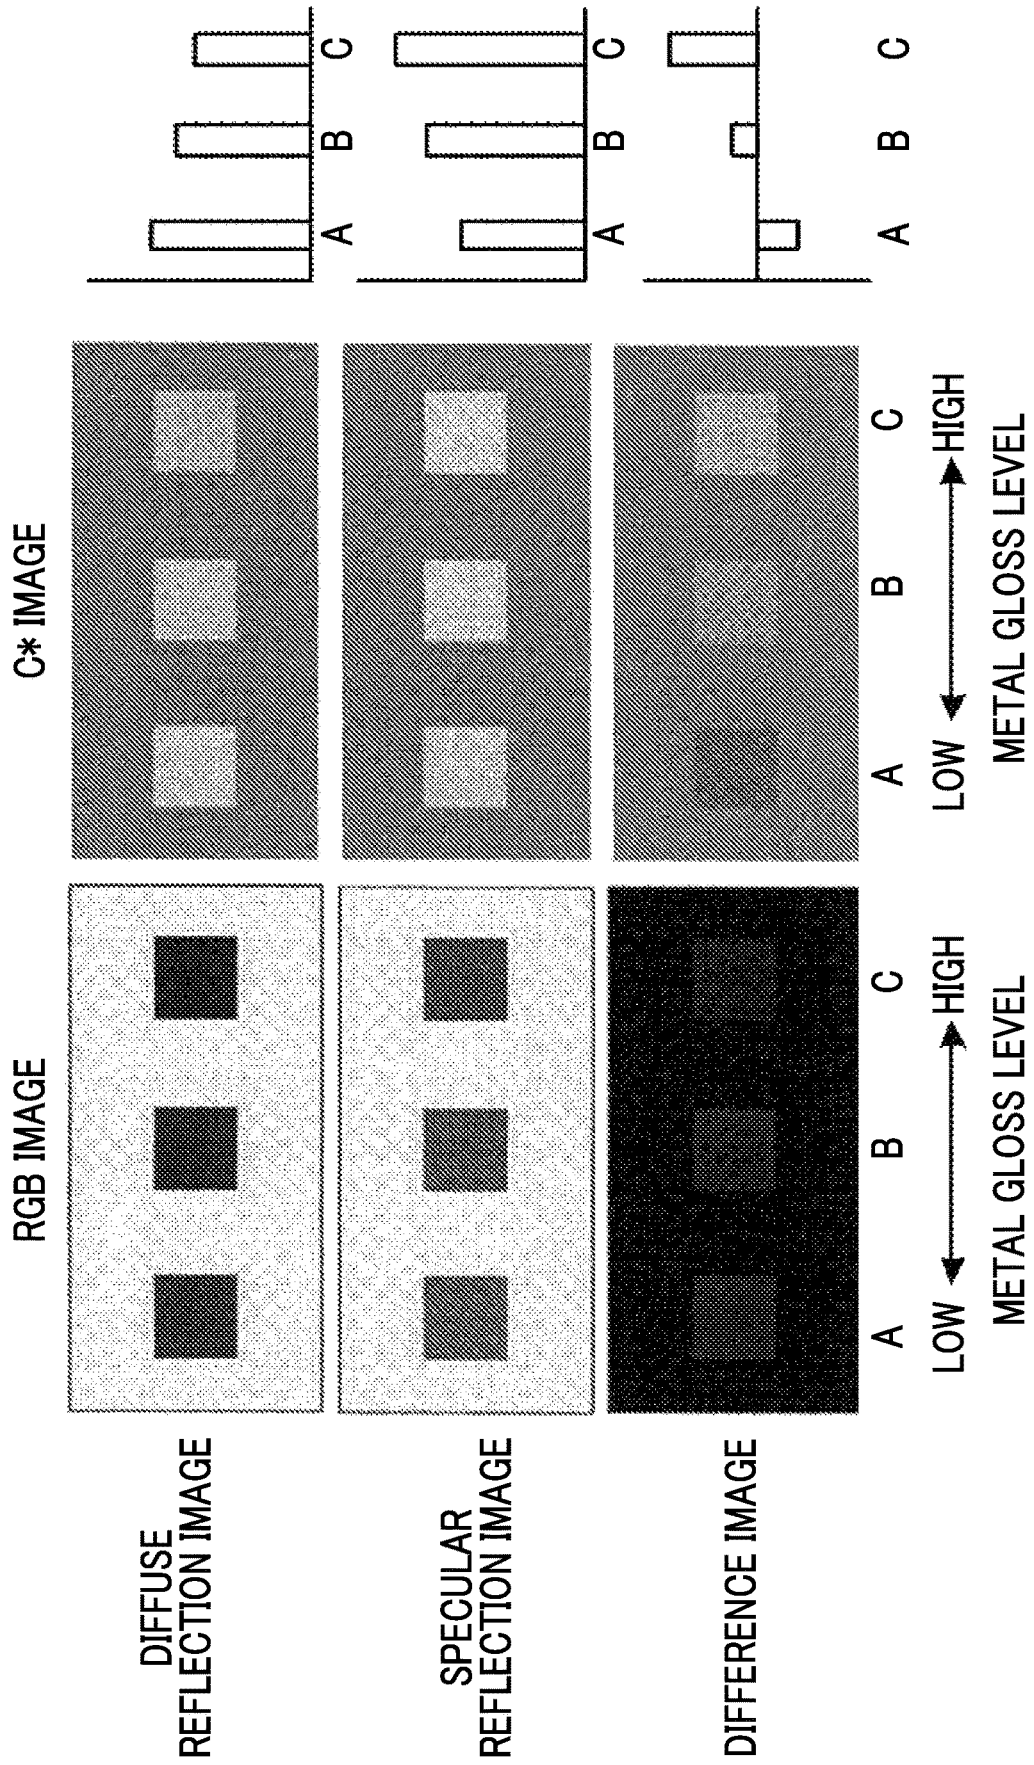 RGB IMAGE
C* IMAGE
DIFFUSE
REFLECTION IMAGE
A
B
C
SPECULAR
REFLECTION IMAGE
A
B
C
DIFFERENCE IMAGE
A
B
C
A
B
C
A
B
C
LOW
HIGH
LOW
HIGH
METAL GLOSS LEVEL
METAL GLOSS LEVEL